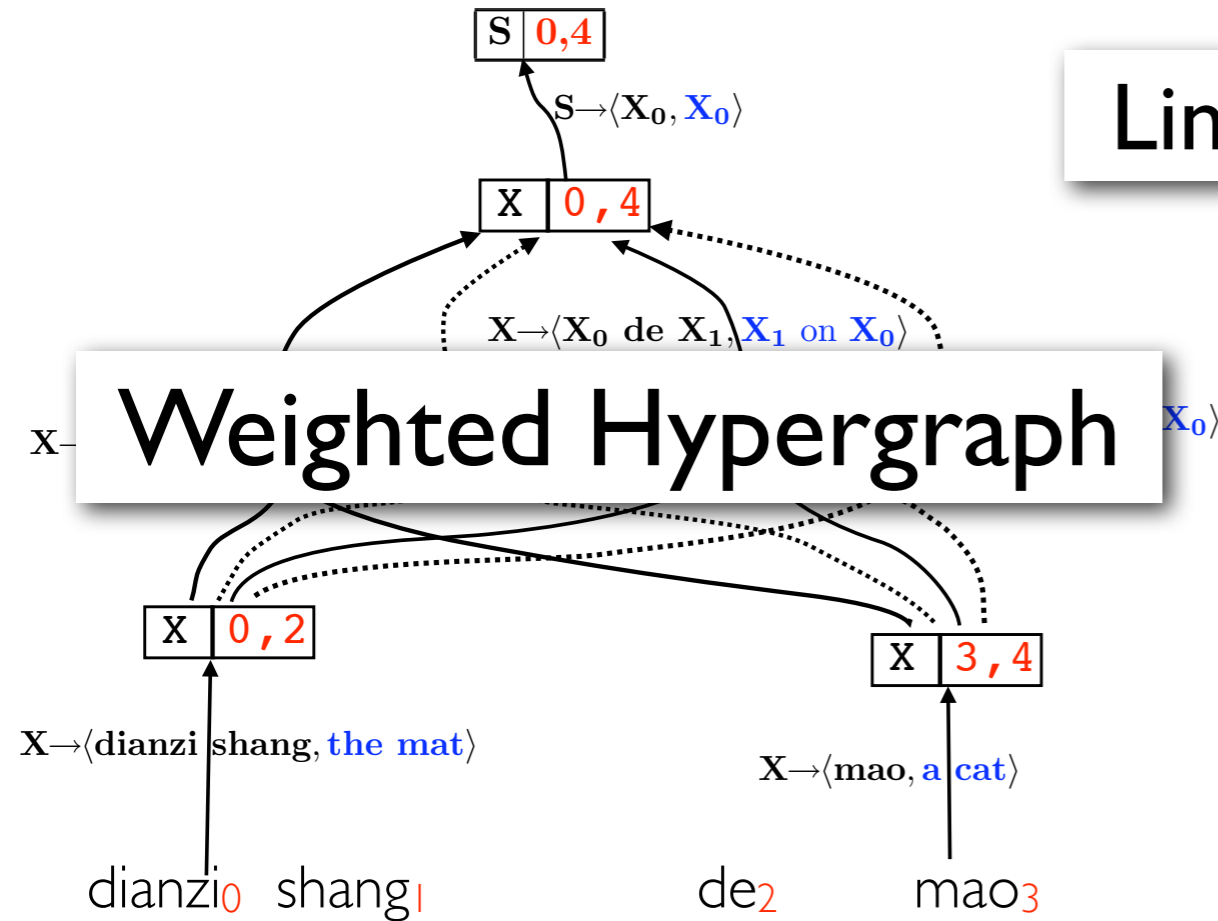 S 0,4
S→⟨X₀, X₀⟩
Lin
X 0,4
X→⟨X₀ de X₁, X₁ on X₀⟩
X→
Weighted Hypergraph
X₀⟩
X 0,2
X 3,4
X→⟨dianzi shang, the mat⟩
X→⟨mao, a cat⟩
dianzi₀ shang₁ de₂ mao₃